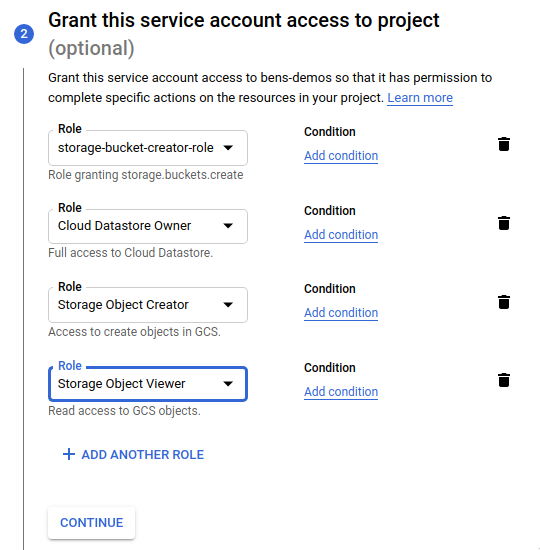 2
Grant this service account access to project
(optional)
Grant this service account access to bens-demos so that it has permission to
complete specific actions on the resources in your project. Learn more
Role
Condition
storage-bucket-creator-role
Add condition
Role granting storage.buckets.create
Role
Condition
Cloud Datastore Owner
Add condition
Full access to Cloud Datastore.
Role
Condition
Storage Object Creator
Add condition
Access to create objects in GCS.
Role
Condition
Storage Object Viewer
Add condition
Read access to GCS objects.
+ ADD ANOTHER ROLE
CONTINUE